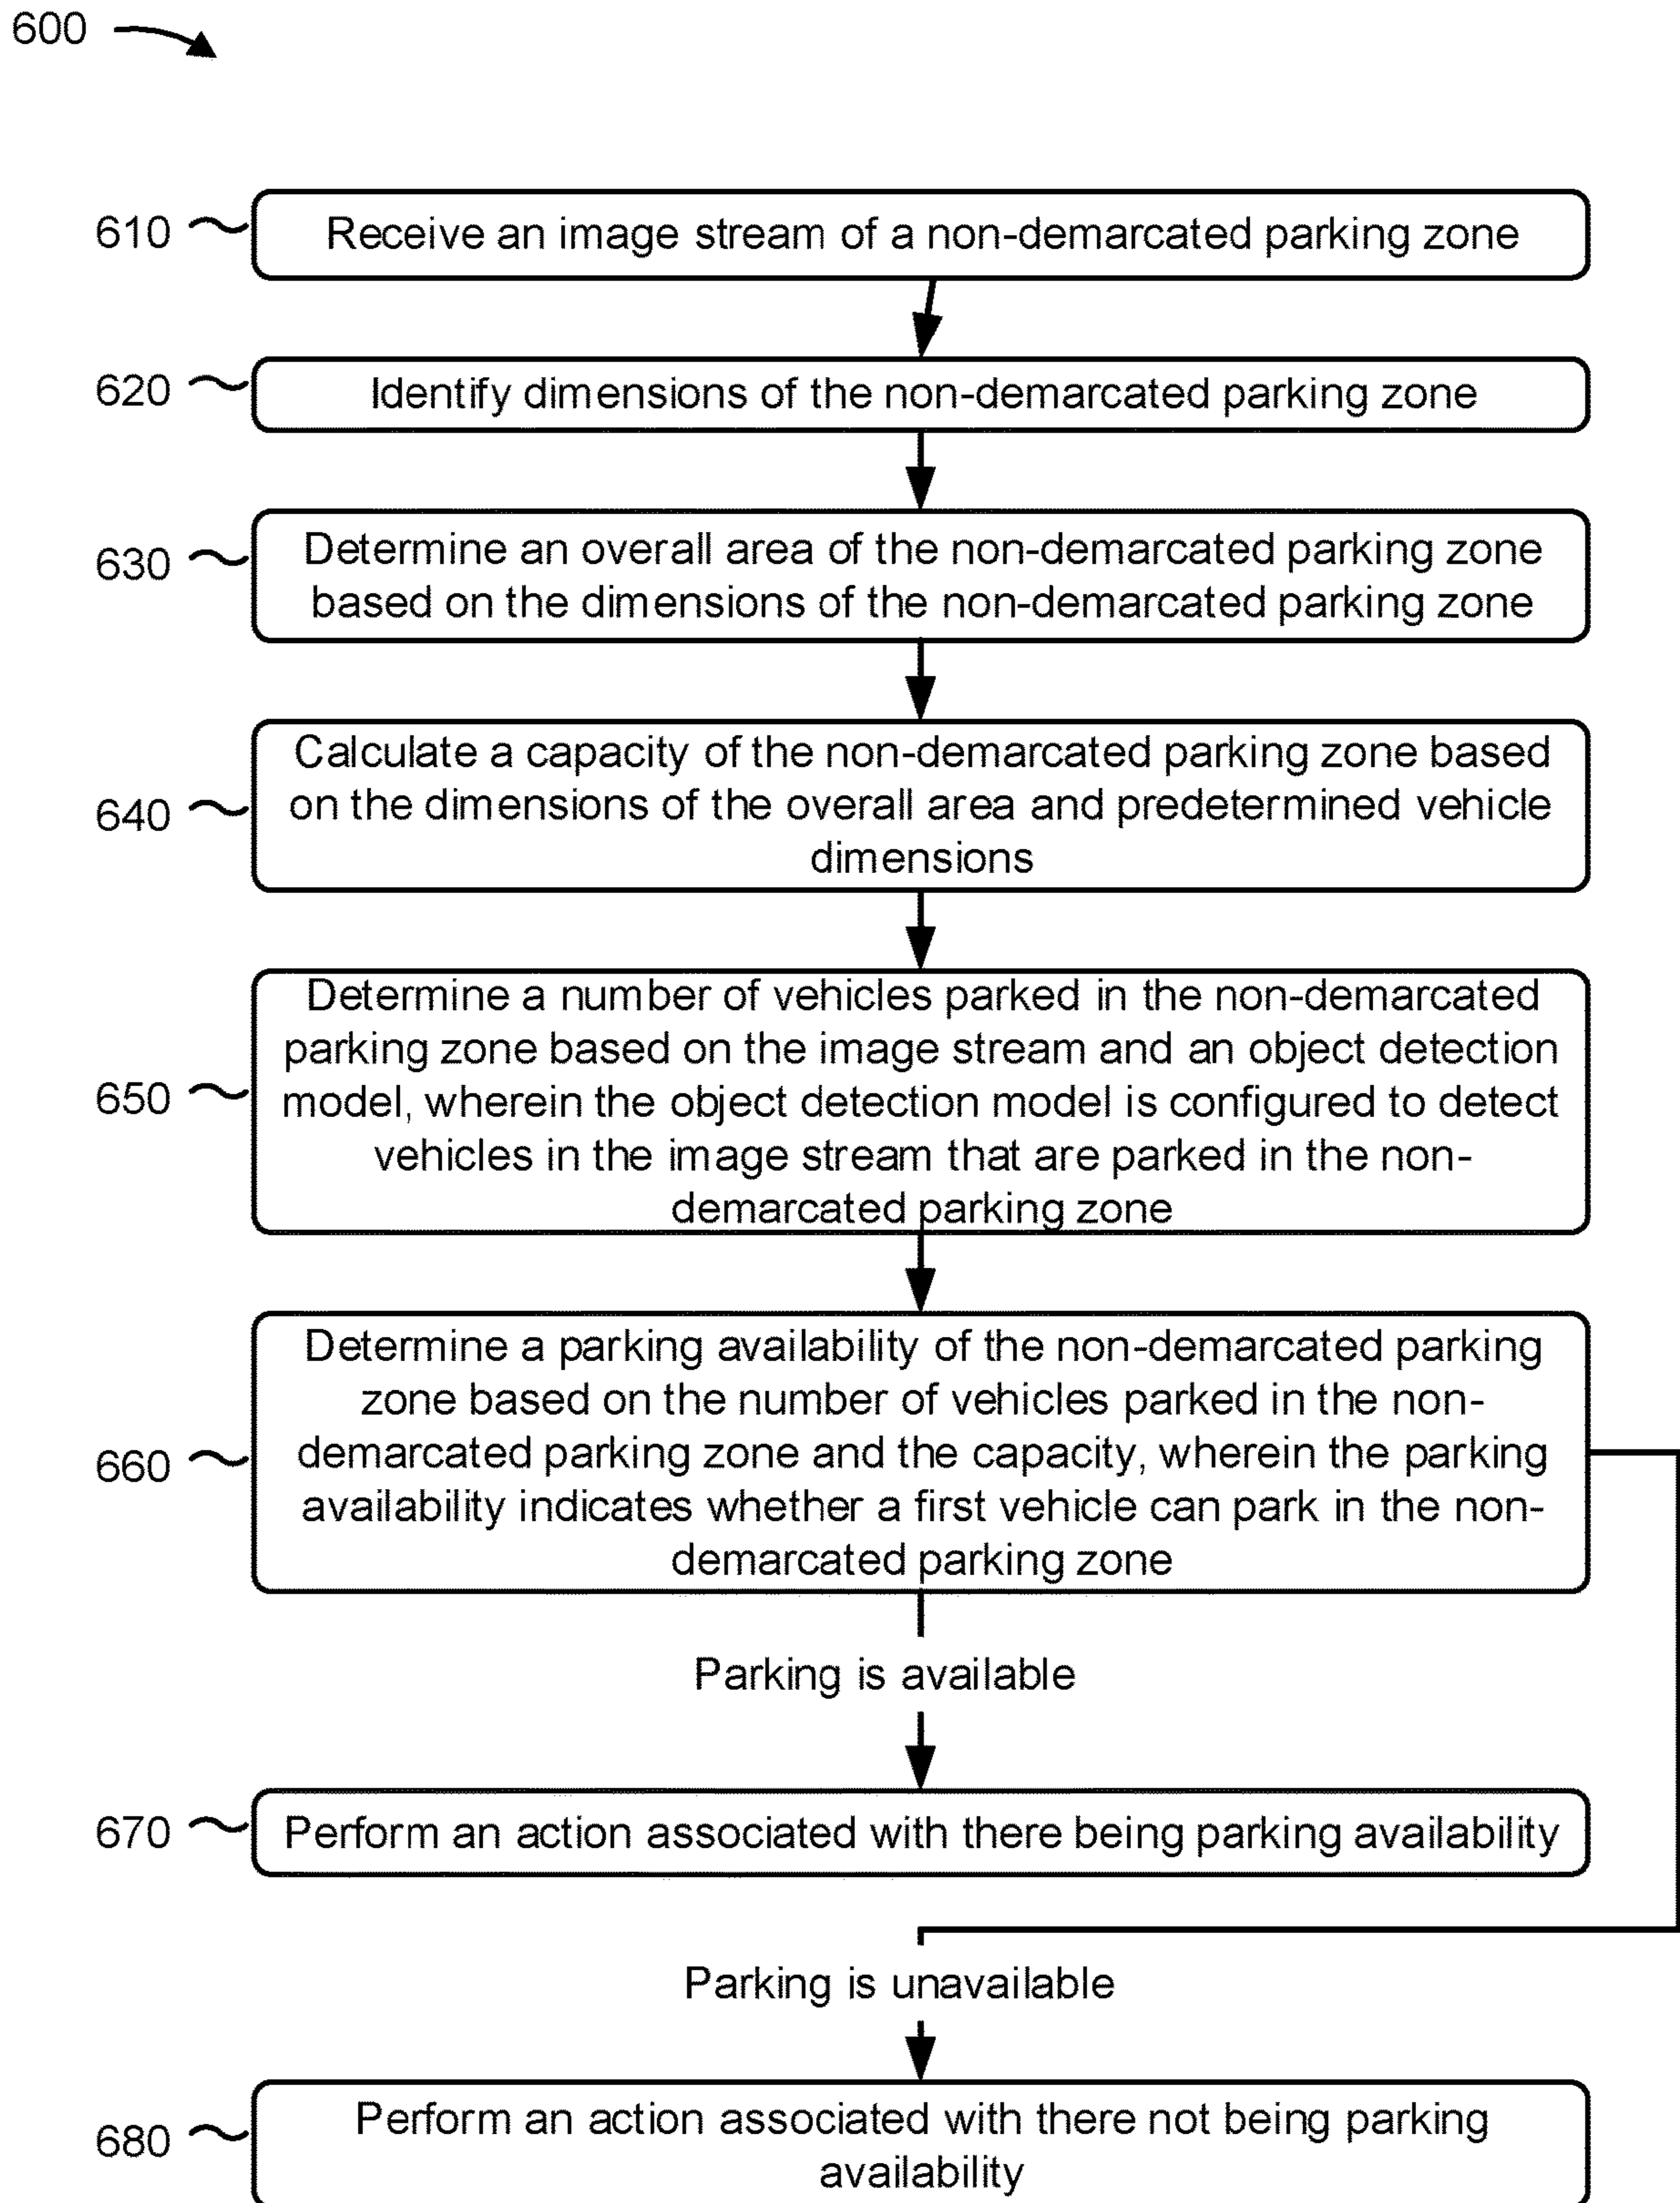 600
610
Receive an image stream of a non-demarcated parking zone
620
Identify dimensions of the non-demarcated parking zone
630
Determine an overall area of the non-demarcated parking zone
based on the dimensions of the non-demarcated parking zone
640
Calculate a capacity of the non-demarcated parking zone based
on the dimensions of the overall area and predetermined vehicle
dimensions
650
Determine a number of vehicles parked in the non-demarcated
parking zone based on the image stream and an object detection
model, wherein the object detection model is configured to detect
vehicles in the image stream that are parked in the non-
demarcated parking zone
660
Determine a parking availability of the non-demarcated parking
zone based on the number of vehicles parked in the non-
demarcated parking zone and the capacity, wherein the parking
availability indicates whether a first vehicle can park in the non-
demarcated parking zone
Parking is available
670
Perform an action associated with there being parking availability
Parking is unavailable
680
Perform an action associated with there not being parking
availability